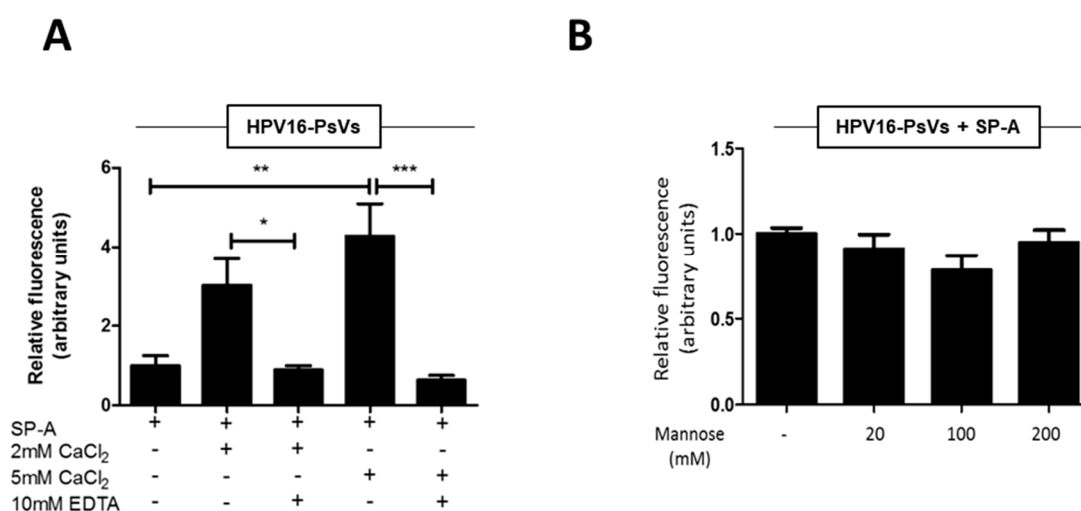 A
B
HPV16-PsVs
HPV16-PsVs + SP-A
Relative fluorescence
(arbitrary units)
6
4
2
0
** ***
*
SP-A + + + + +
2mM CaCl₂ - + + - -
5mM CaCl₂ - - - + +
10mM EDTA - - + - +
Relative fluorescence
(arbitrary units)
1.5
1.0
0.5
0.0
Mannose - 20 100 200
(mM)